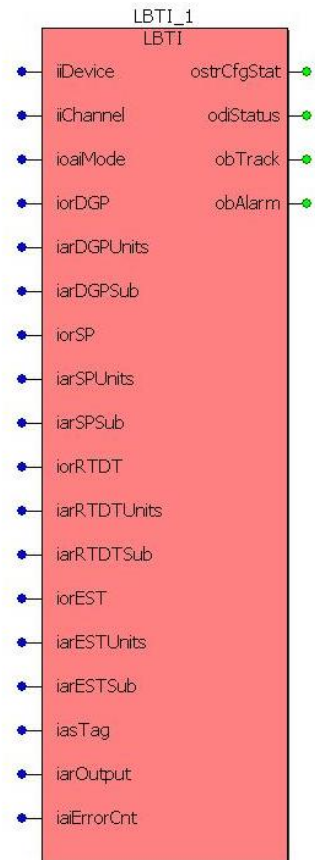 LBTI_1
LBTI
iiDevice ostrCfgStat
iiChannel odiStatus
ioaiMode obTrack
iorDGP obAlarm
iarDGPUnits
iarDGPSub
iorSP
iarSPUnits
iarSPSub
iorRTDT
iarRTDTUnits
iarRTDTSub
iorEST
iarESTUnits
iarESTSub
iasTag
iarOutput
iaiErrorCnt